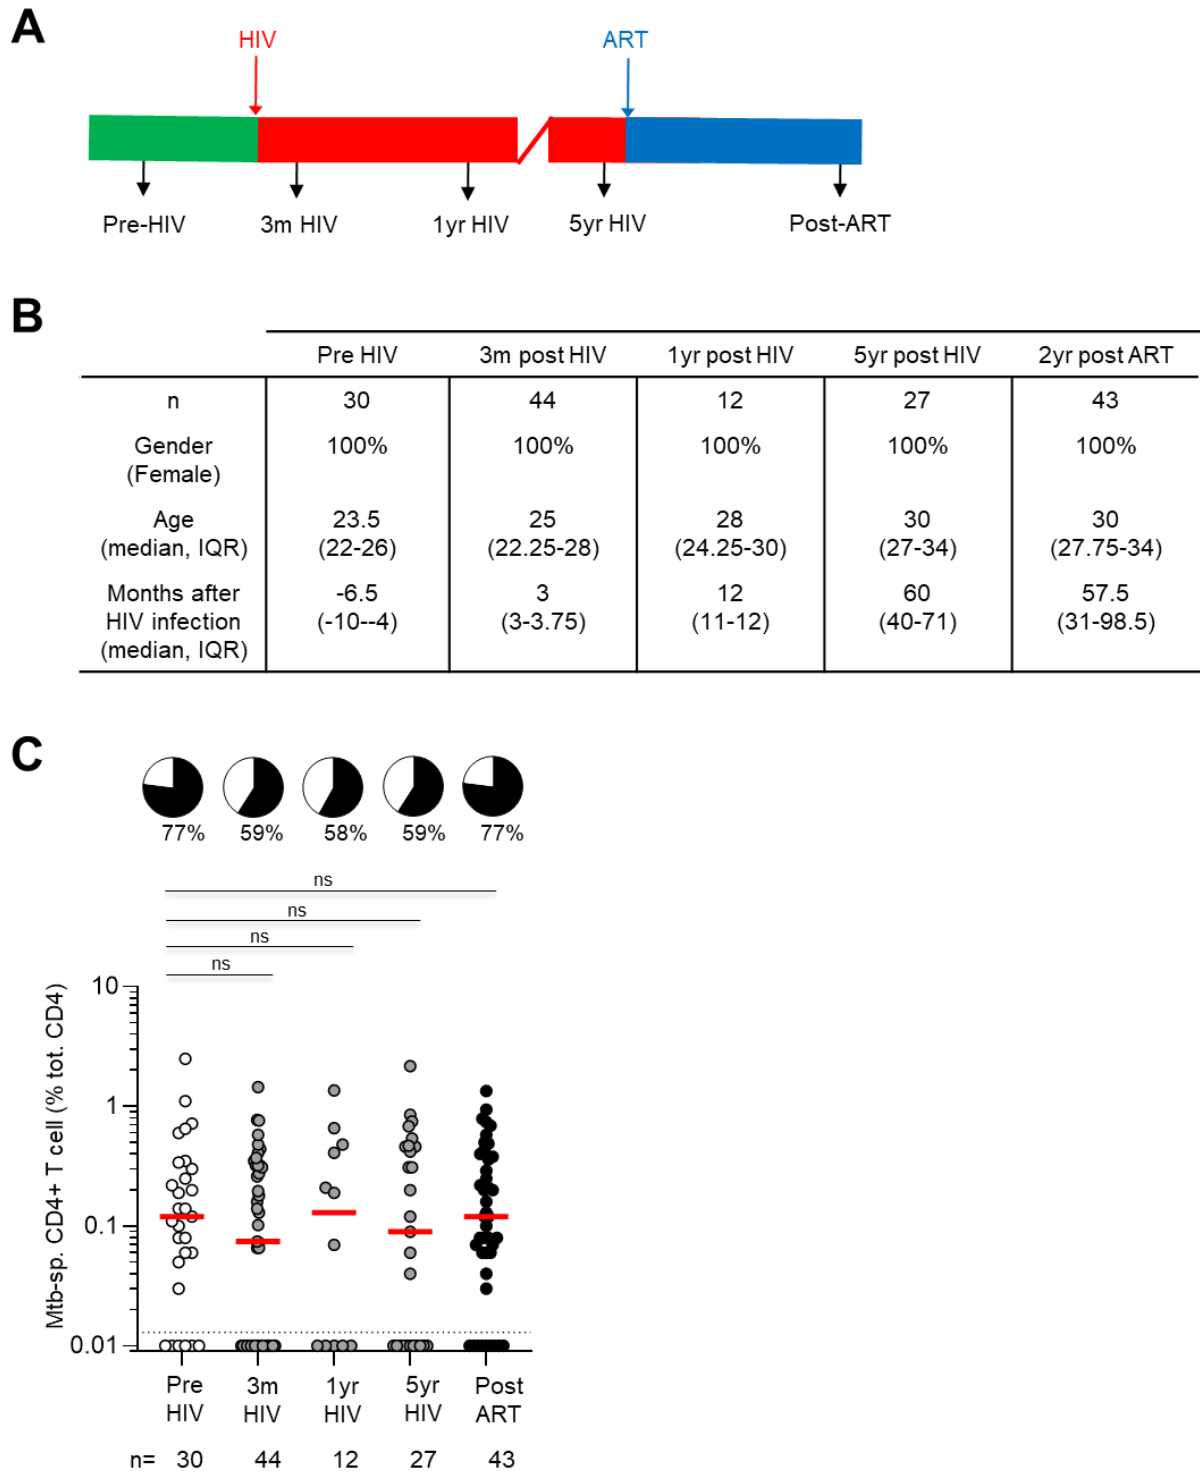 A
HIV
ART
Pre-HIV
3m HIV
1yr HIV
5yr HIV
Post-ART
B
Pre HIV
3m post HIV
1yr post HIV
5yr post HIV
2yr post ART
n
30
44
12
27
43
Gender
(Female)
100%
100%
100%
100%
100%
Age
(median, IQR)
23.5
(22-26)
25
(22.25-28)
28
(24.25-30)
30
(27-34)
30
(27.75-34)
Months after
HIV infection
(median, IQR)
-6.5
(-10--4)
3
(3-3.75)
12
(11-12)
60
(40-71)
57.5
(31-98.5)
C
77%
59%
58%
59%
77%
ns
ns
ns
ns
Mtb-sp. CD4+ T cell (% tot. CD4)
10
1
0.1
0.01
Pre
HIV
3m
HIV
1yr
HIV
5yr
HIV
Post
ART
n=
30
44
12
27
43